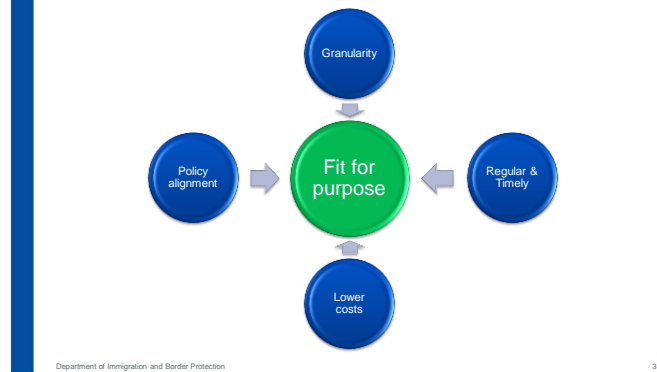 Granularity
Fit for
purpose
Policy
alignment
Regular &
Timely
Lower
costs
Department of Immigration and Border Protection
3